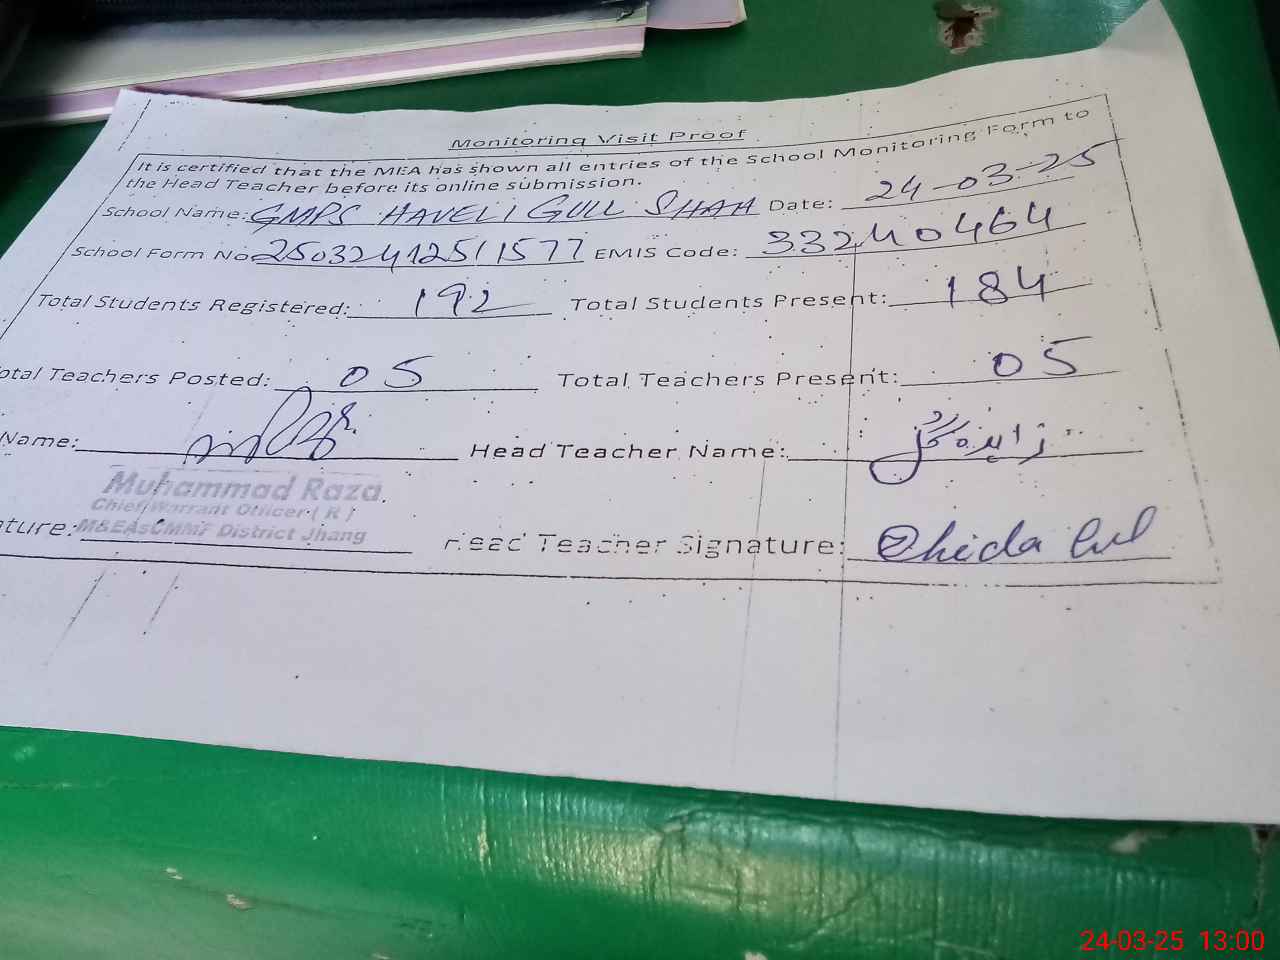 Monitoring Visit Proof
It is certified that the MEA has shown all entries of the School Monitoring Form to
the Head Teacher before its online submission.
School Name: GMPS HAVELI GULL SHAH Date: 24-03-25
School Form No: 25032412511577 EMIS Code: 33240464
Total Students Registered: 192 Total Students Present: 184
otal Teachers Posted: 05 Total Teachers Present: 05
Name: Head Teacher Name: زاہدہ گل
Muhammad Raza
Chief Warrant Officer ( R )
M&EAsCMMF District Jhang
ature: Head Teacher Signature:
24-03-25 13:00